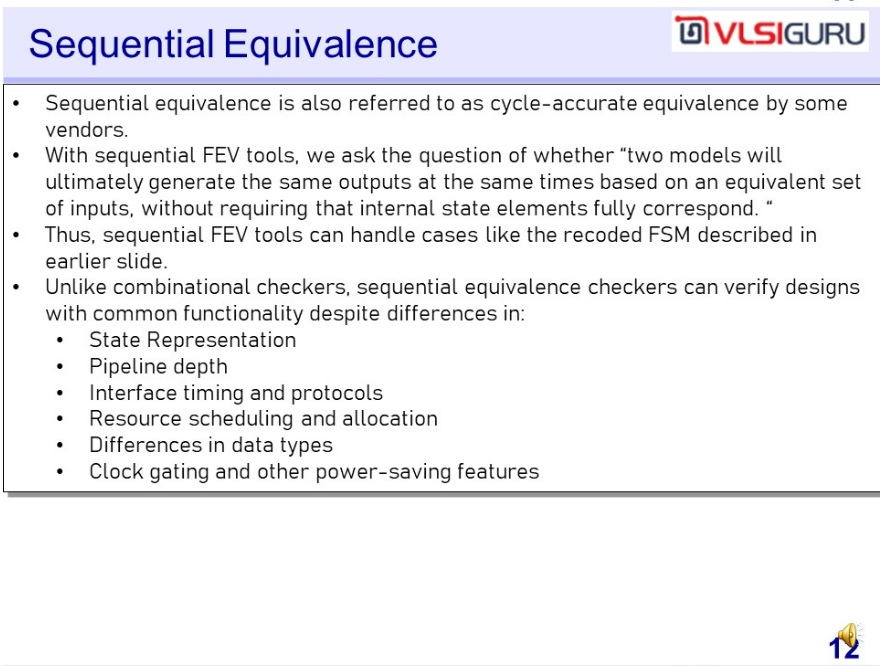 Sequential Equivalence
VLSIGURU
• Sequential equivalence is also referred to as cycle-accurate equivalence by some
vendors.
• With sequential FEV tools, we ask the question of whether “two models will
ultimately generate the same outputs at the same times based on an equivalent set
of inputs, without requiring that internal state elements fully correspond. “
• Thus, sequential FEV tools can handle cases like the recoded FSM described in
earlier slide.
• Unlike combinational checkers, sequential equivalence checkers can verify designs
with common functionality despite differences in:
• State Representation
• Pipeline depth
• Interface timing and protocols
• Resource scheduling and allocation
• Differences in data types
• Clock gating and other power-saving features
12